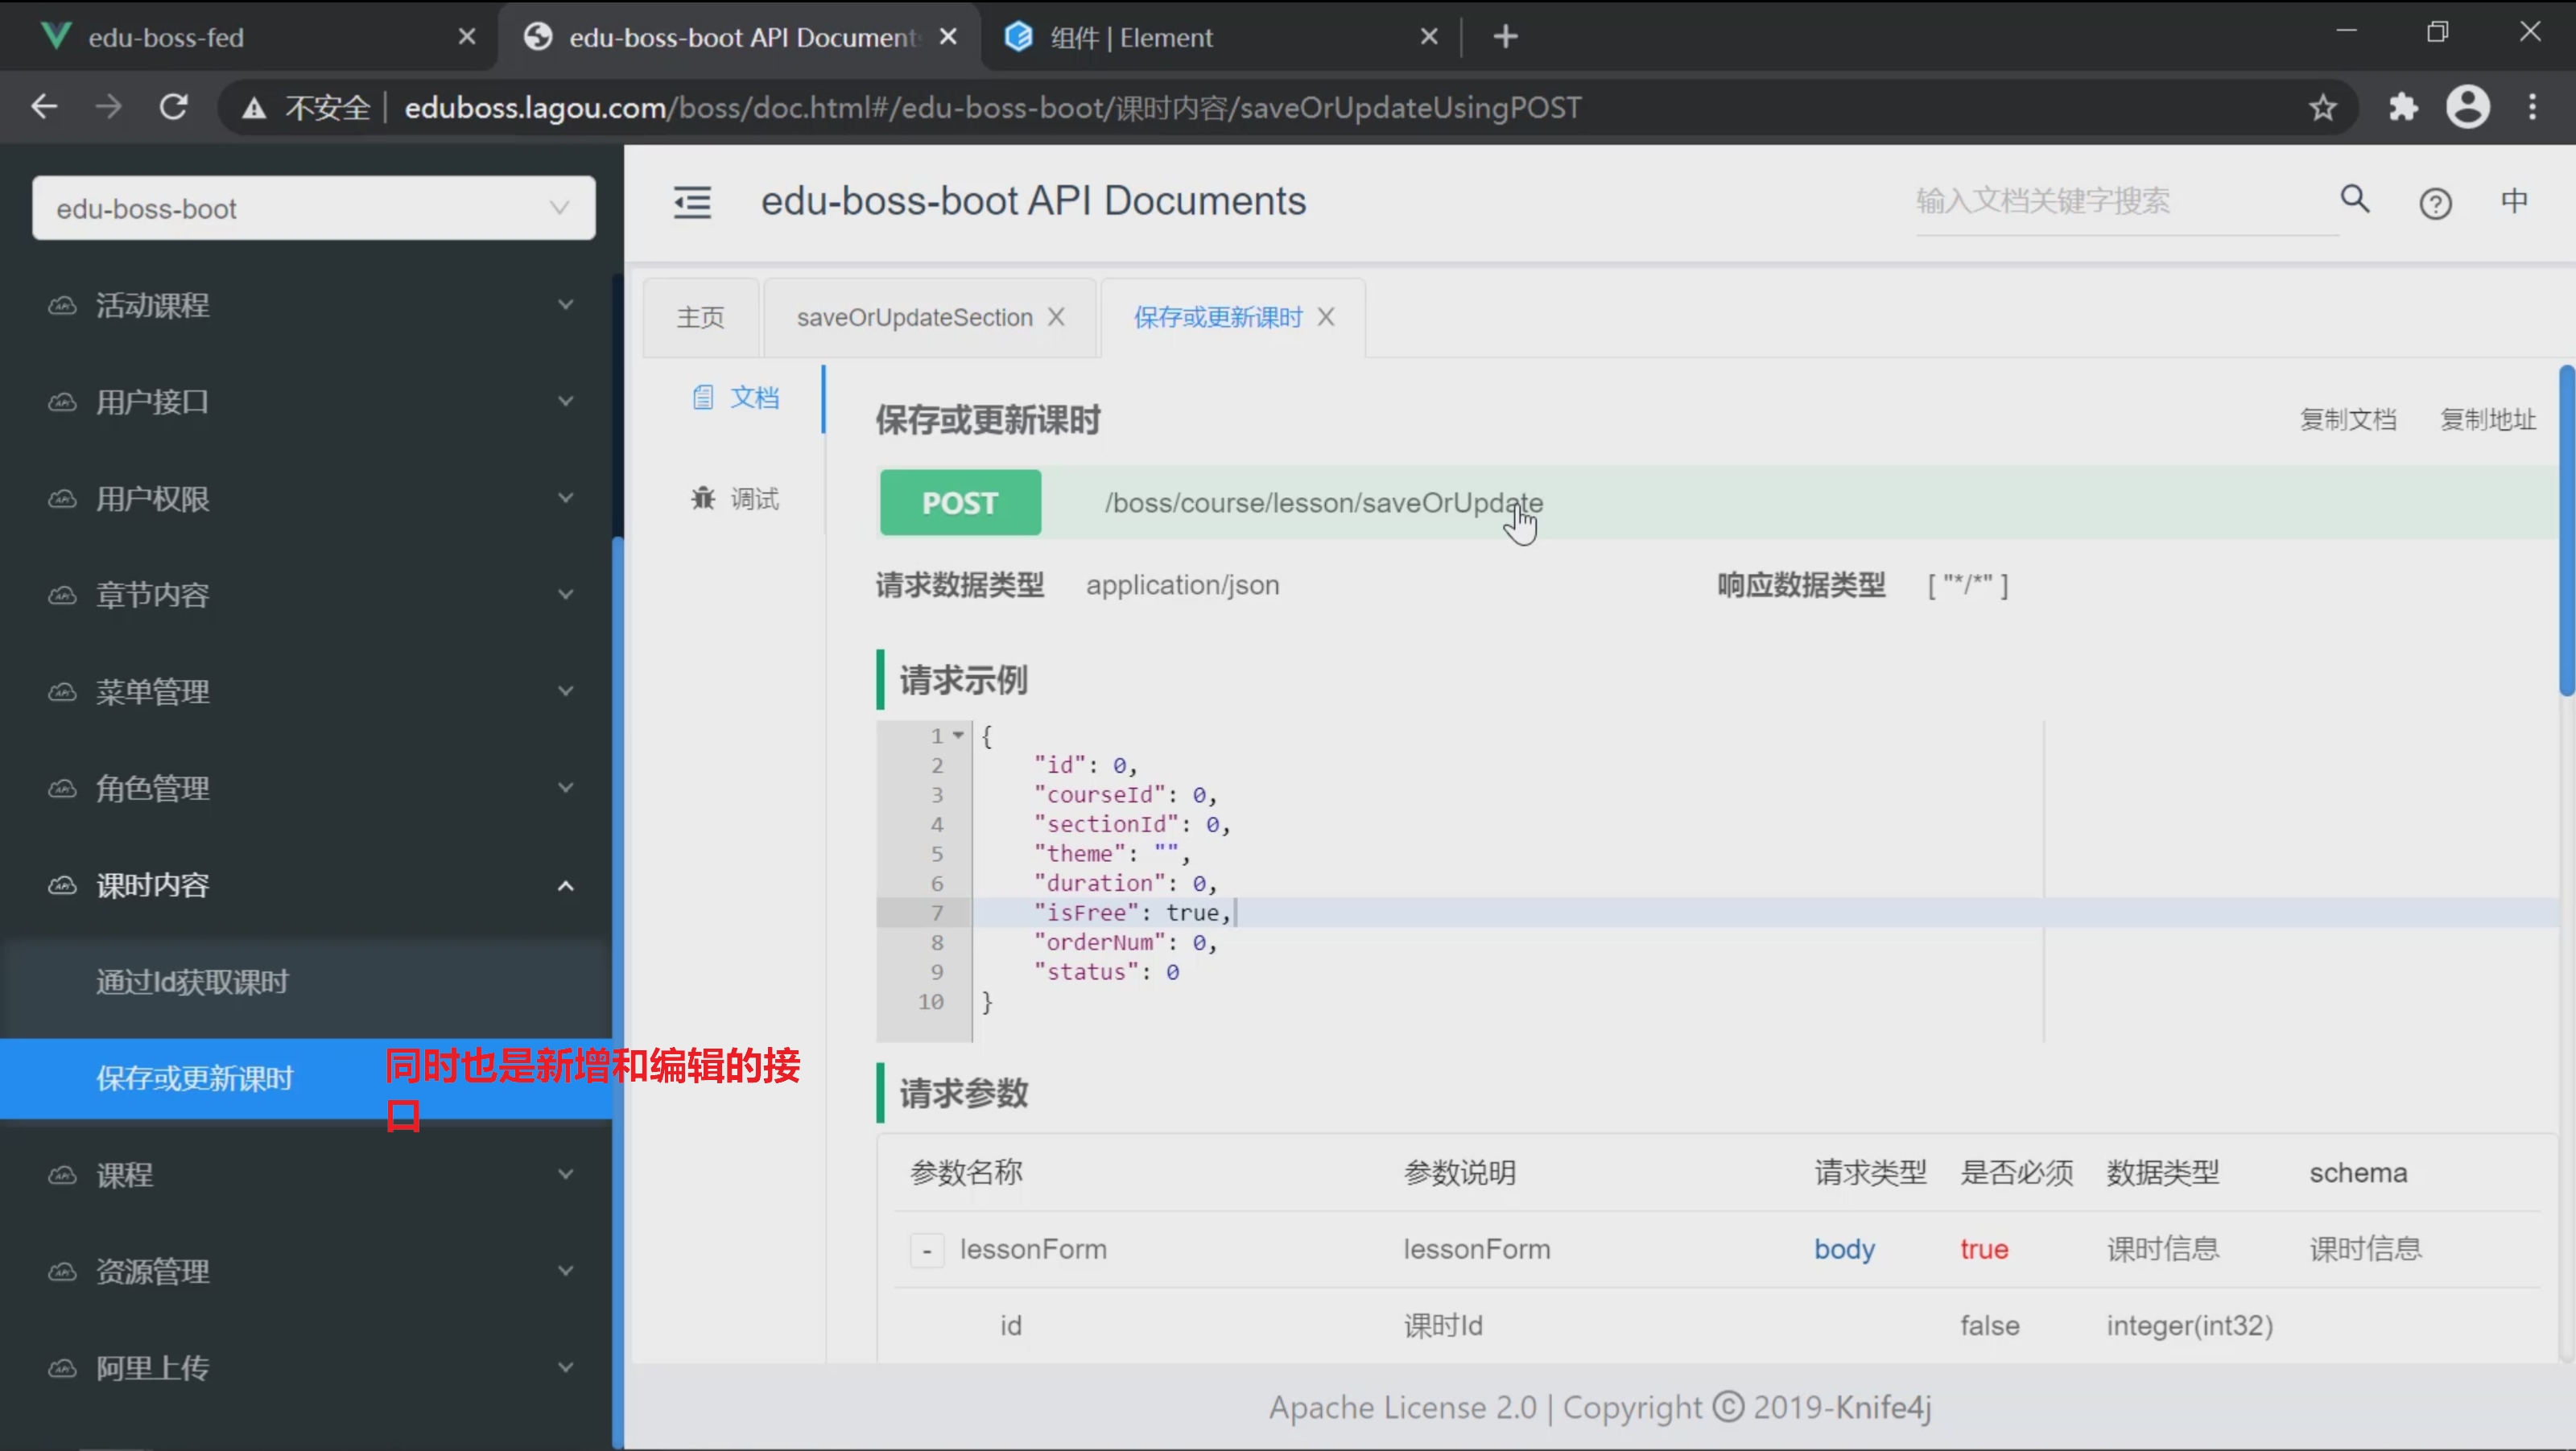 edu-boss-fed
edu-boss-boot API Document
组件 | Element
不安全 | eduboss.lagou.com/boss/doc.html#/edu-boss-boot/课时内容/saveOrUpdateUsingPOST
edu-boss-boot
活动课程
用户接口
用户权限
章节内容
菜单管理
角色管理
课时内容
通过Id获取课时
保存或更新课时
同时也是新增和编辑的接
口
课程
资源管理
阿里上传
edu-boss-boot API Documents
输入文档关键字搜索
中
主页
saveOrUpdateSection
保存或更新课时
文档
调试
保存或更新课时
复制文档 复制地址
POST /boss/course/lesson/saveOrUpdate
请求数据类型 application/json 响应数据类型 [ "*/*" ]
请求示例
1 {
2 "id": 0,
3 "courseId": 0,
4 "sectionId": 0,
5 "theme": "",
6 "duration": 0,
7 "isFree": true,
8 "orderNum": 0,
9 "status": 0
10 }
请求参数
参数名称 参数说明 请求类型 是否必须 数据类型 schema
- lessonForm lessonForm body true 课时信息 课时信息
id 课时Id false integer(int32)
Apache License 2.0 | Copyright © 2019-Knife4j